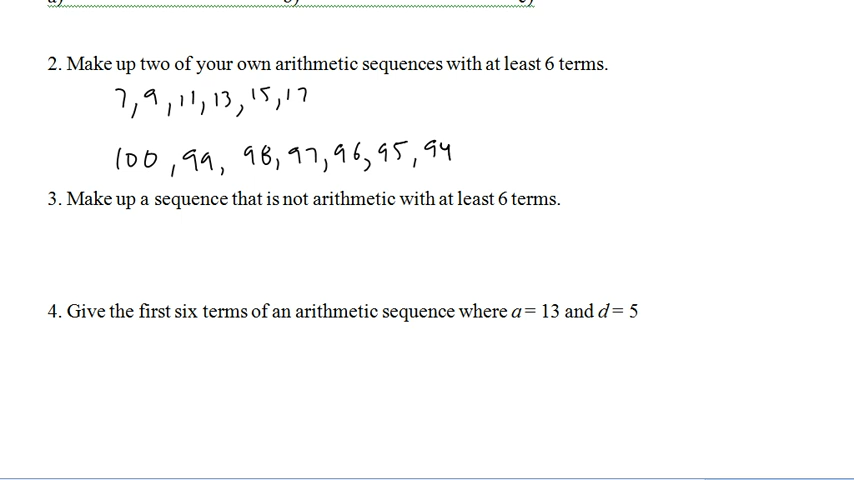 2. Make up two of your own arithmetic sequences with at least 6 terms.
7, 9, 11, 13, 15, 17
100, 99, 98, 97, 96, 95, 94
3. Make up a sequence that is not arithmetic with at least 6 terms.
4. Give the first six terms of an arithmetic sequence where a = 13 and d = 5